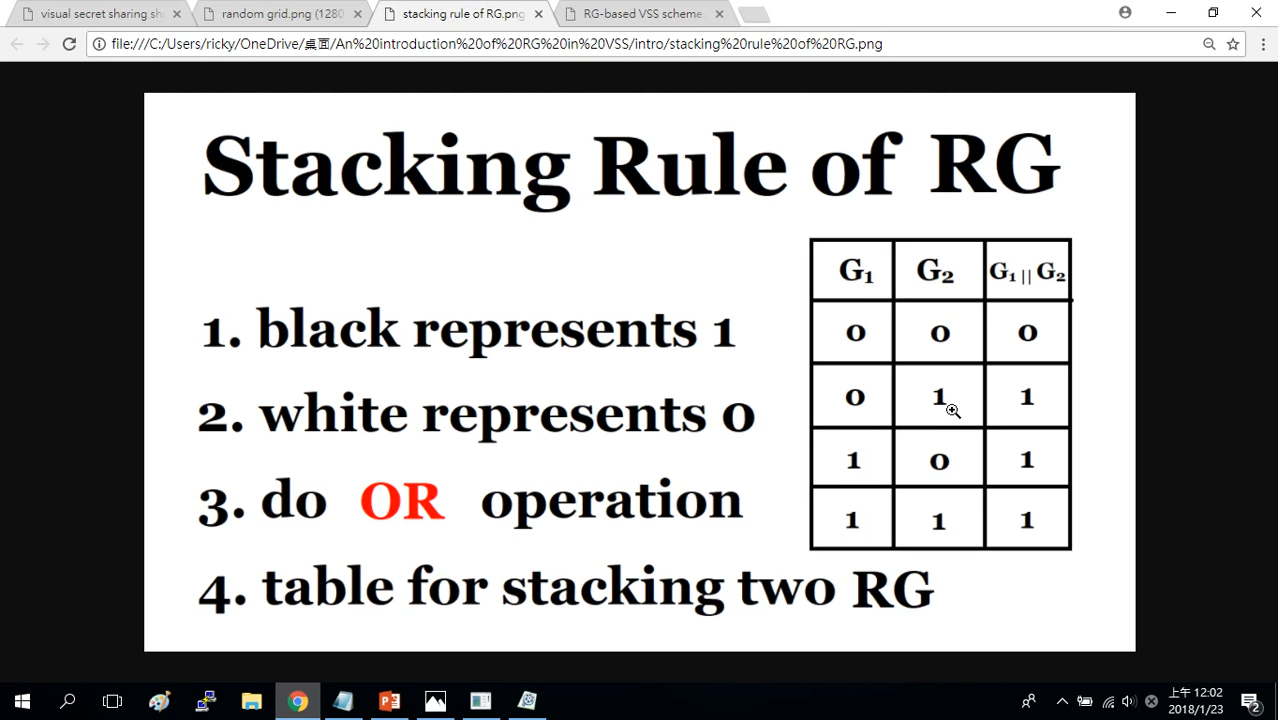 visual secret sharing sh
random grid.png (1280
stacking rule of RG.png
RG-based VSS scheme.
file:///C:/Users/ricky/OneDrive/桌面/An%20introduction%20of%20RG%20in%20VSS/intro/stacking%20rule%20of%20RG.png
Stacking Rule of RG
1. black represents 1
2. white represents 0
3. do OR operation
4. table for stacking two RG
G1 G2 G1 || G2
0 0 0
0 1 1
1 0 1
1 1 1
上午 12:02
2018/1/23
2